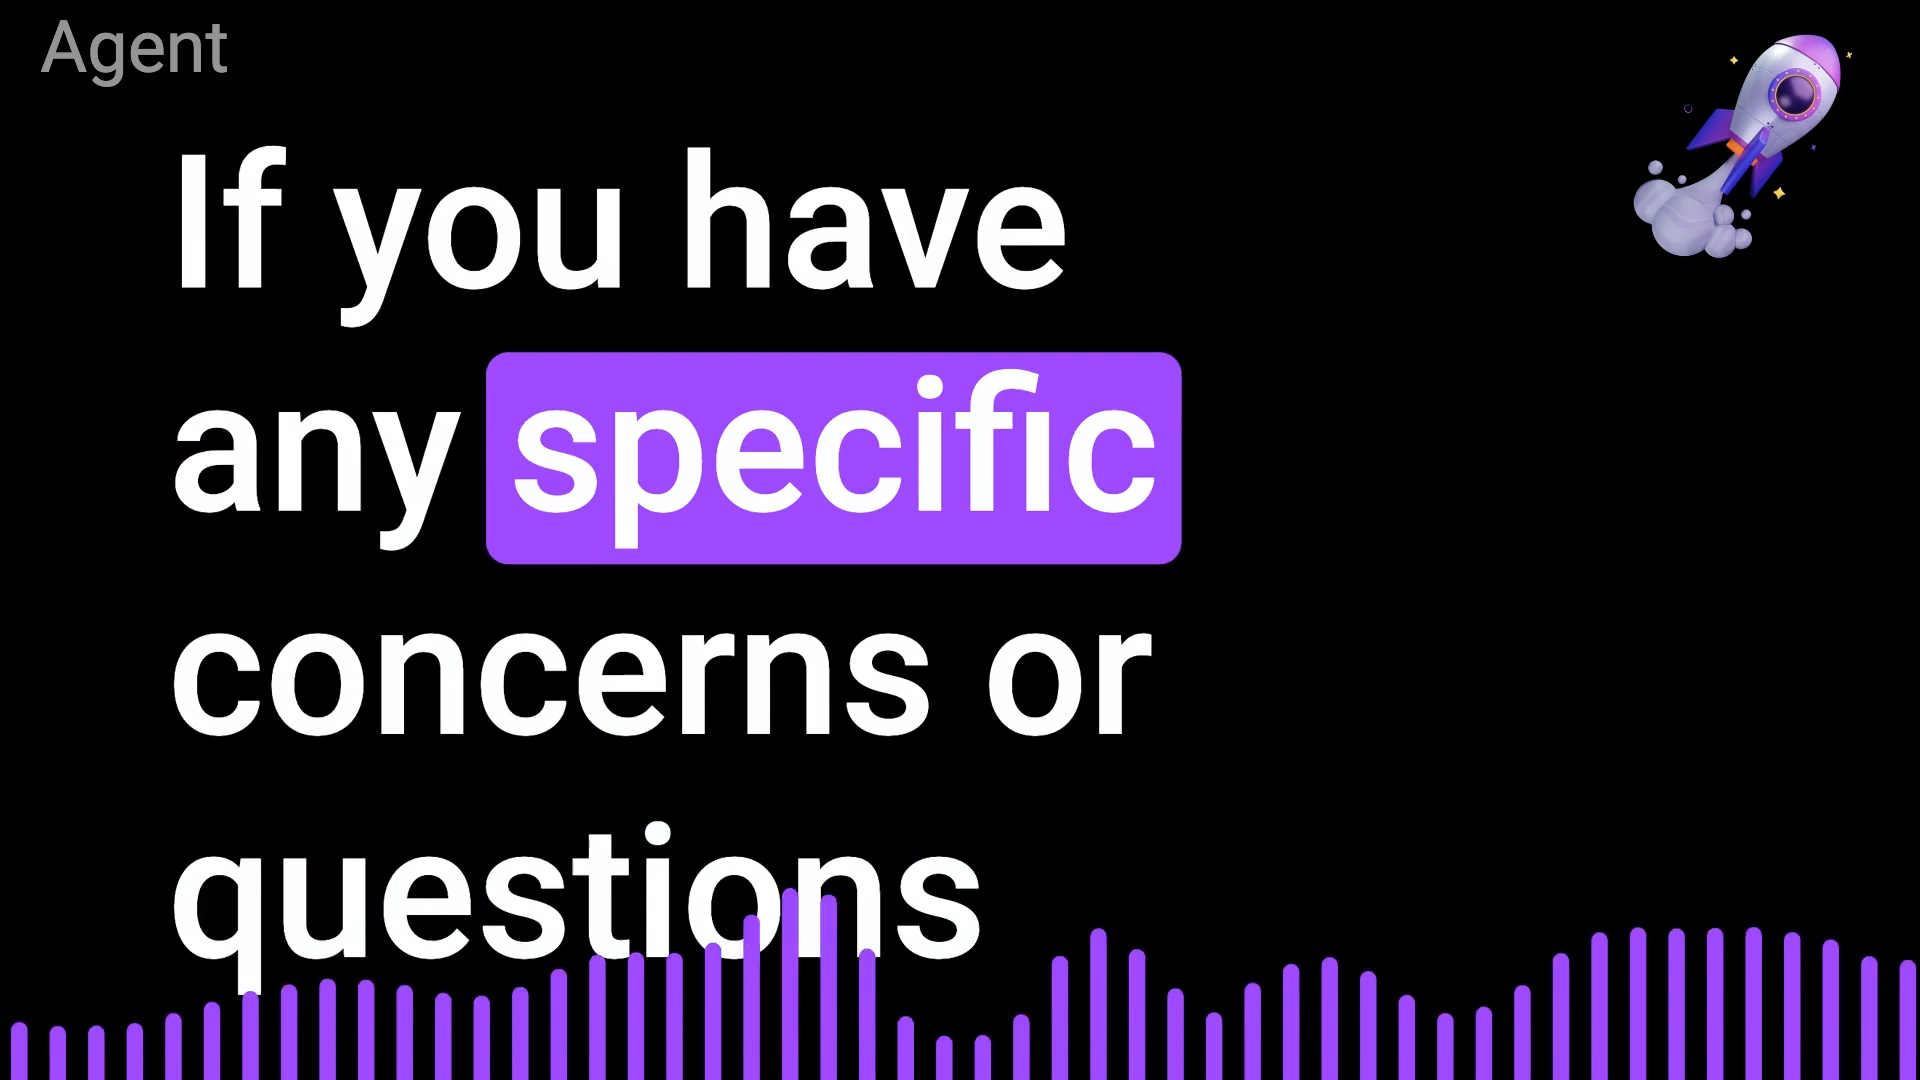 Agent
If you have
any specific
concerns or
questions